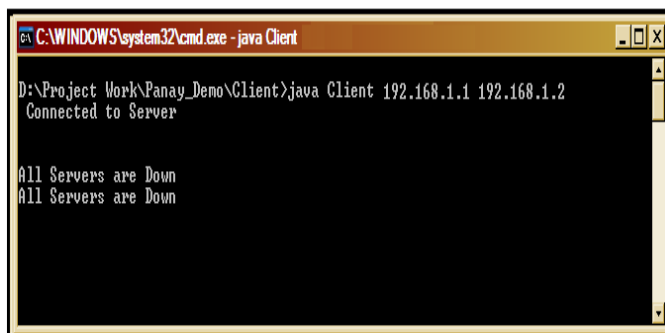 C:\WINDOWS\system32\cmd.exe - java Client
D:\Project Work\Panay_Demo\Client>java Client 192.168.1.1 192.168.1.2
Connected to Server
All Servers are Down
All Servers are Down